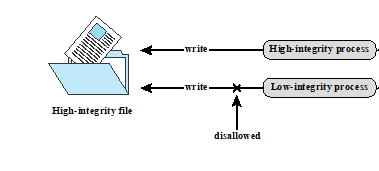 write
High-integrity process
write
Low-integrity process
High-integrity file
disallowed